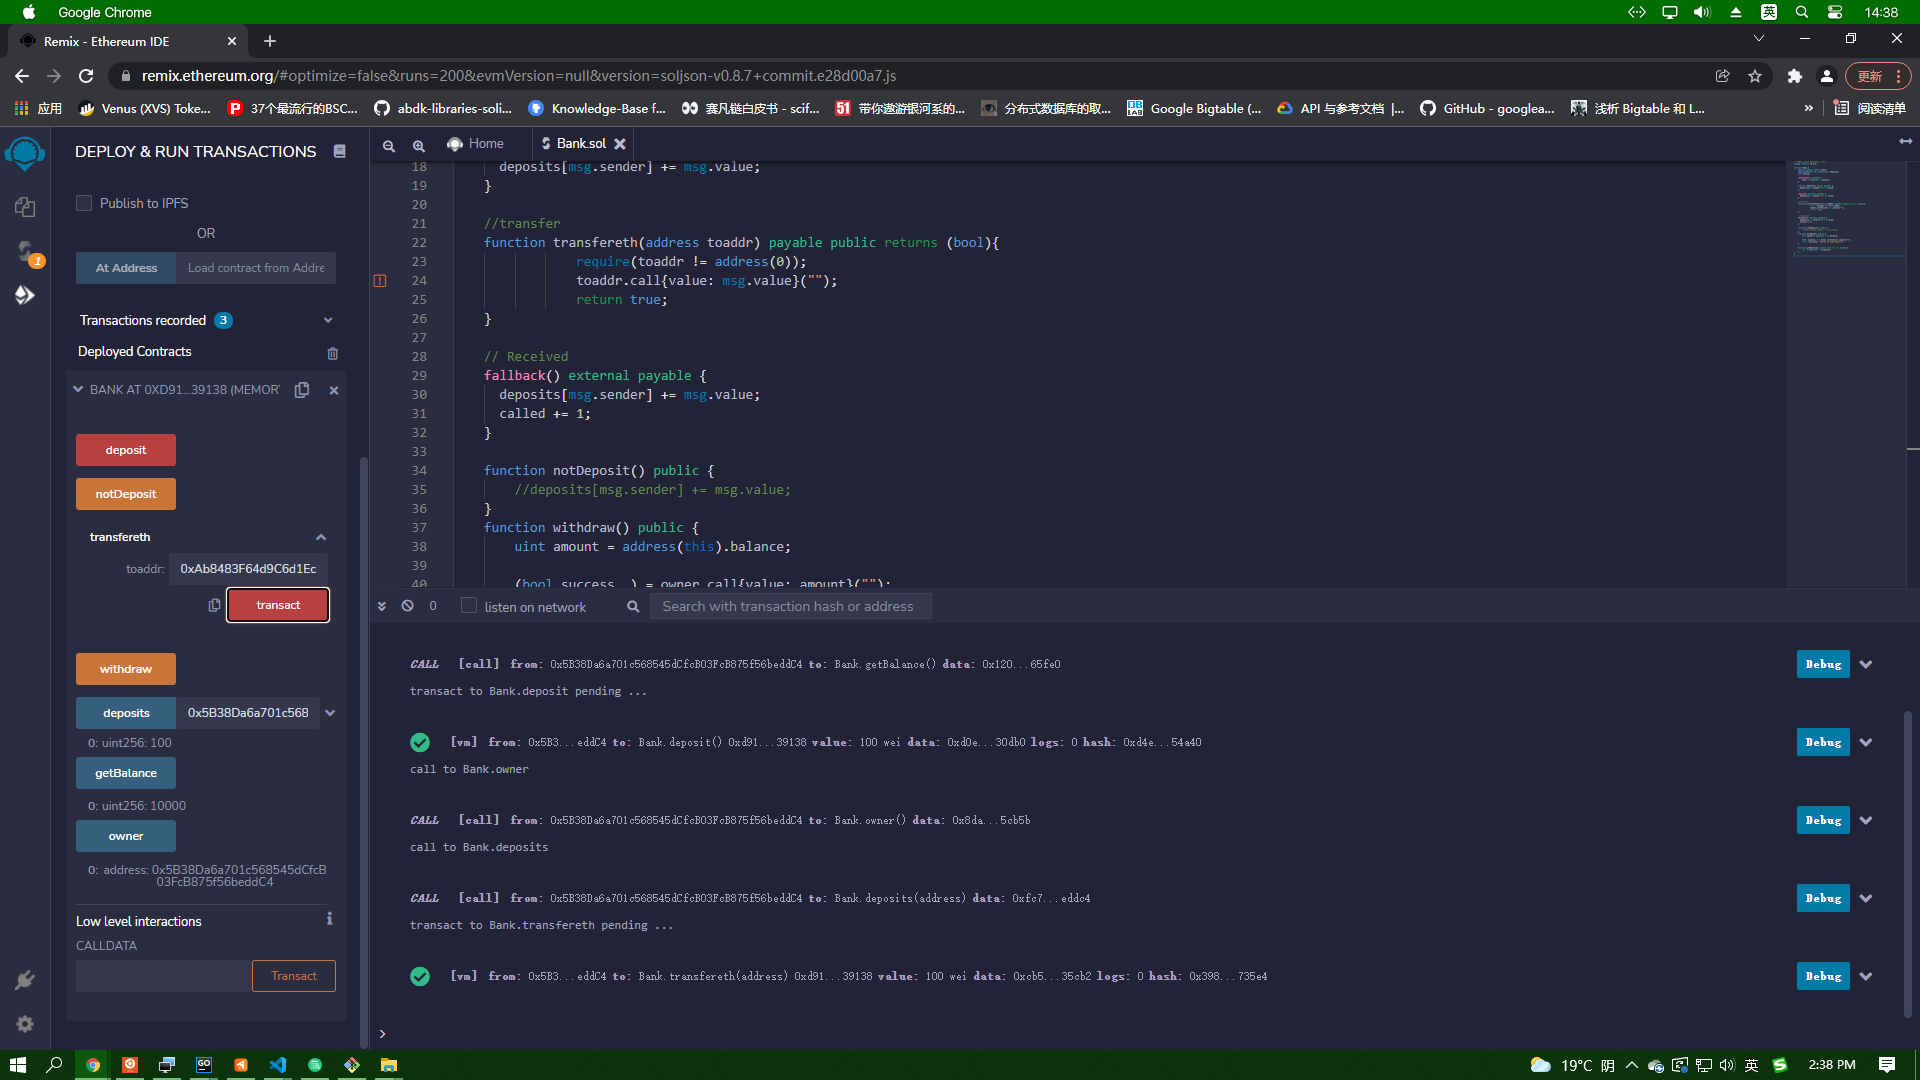 Google Chrome
英
14:38
Remix - Ethereum IDE
remix.ethereum.org/#optimize=false&runs=200&evmVersion=null&version=soljson-v0.8.7+commit.e28d00a7.js
更新
应用
Venus (XVS) Toke...
37个最流行的BSC...
abdk-libraries-soli...
Knowledge-Base f...
赛凡链白皮书 - scif...
51
带你遨游银河系的...
分布式数据库的取...
Google Bigtable (...
API 与参考文档 |...
GitHub - googlea...
浅析 Bigtable 和 L...
»
阅读清单
DEPLOY & RUN TRANSACTIONS
Publish to IPFS
OR
At Address
Load contract from Addre
1
Transactions recorded 3
Deployed Contracts
BANK AT 0XD91...39138 (MEMOR
deposit
notDeposit
transfereth
toaddr:
0xAb8483F64d9C6d1Ec
transact
withdraw
deposits
0x5B38Da6a701c568
0: uint256: 100
getBalance
0: uint256: 10000
owner
0: address: 0x5B38Da6a701c568545dCfcB
03FcB875f56beddC4
Low level interactions
CALLDATA
Transact
Home
Bank.sol
18 deposits[msg.sender] += msg.value;
19 }
20
21 //transfer
22 function transfereth(address toaddr) payable public returns (bool){
23 require(toaddr != address(0));
24 toaddr.call{value: msg.value}("");
25 return true;
26 }
27
28 // Received
29 fallback() external payable {
30 deposits[msg.sender] += msg.value;
31 called += 1;
32 }
33
34 function notDeposit() public {
35 //deposits[msg.sender] += msg.value;
36 }
37 function withdraw() public {
38 uint amount = address(this).balance;
39
40 (bool success, ) = owner.call{value: amount}("");
0
listen on network
Search with transaction hash or address
CALL [call] from: 0x5B38Da6a701c568545dCfcB03FcB875f56beddC4 to: Bank.getBalance() data: 0x120...65fe0
Debug
transact to Bank.deposit pending ...
[vm] from: 0x5B3...eddC4 to: Bank.deposit() 0xd91...39138 value: 100 wei data: 0xd0e...30db0 logs: 0 hash: 0xd4e...54a40
Debug
call to Bank.owner
CALL [call] from: 0x5B38Da6a701c568545dCfcB03FcB875f56beddC4 to: Bank.owner() data: 0x8da...5cb5b
Debug
call to Bank.deposits
CALL [call] from: 0x5B38Da6a701c568545dCfcB03FcB875f56beddC4 to: Bank.deposits(address) data: 0xfc7...eddc4
Debug
transact to Bank.transfereth pending ...
[vm] from: 0x5B3...eddC4 to: Bank.transfereth(address) 0xd91...39138 value: 100 wei data: 0xcb5...35cb2 logs: 0 hash: 0x398...735e4
Debug
>
19°C 阴
英
2:38 PM